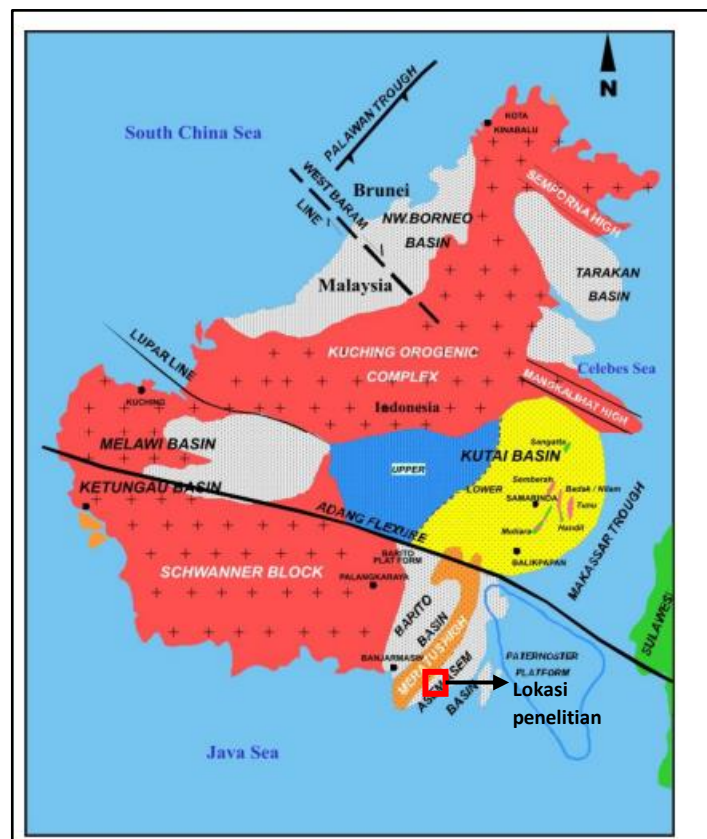 N
South China Sea
PALAWAN TROUGH
KOTA
KINABALU
WEST BARAM
LINE
Brunei
NW.BORNEO
BASIN
SEMPORNA HIGH
TARAKAN
BASIN
Malaysia
LUPAR LINE
KUCHING OROGENIC
COMPLEX
Celebes Sea
MANGKALIHAT HIGH
KUCHING
Indonesia
MELAWI BASIN
KUTAI BASIN
Sangatta
UPPER
KETUNGAU BASIN
LOWER
Semberah
Badak / Nilam
SAMARINDA
Tunu
Mutiara
Handil
ADANG FLEXURE
MAKASSAR TROUGH
BARITO
PLATFORM
BALIKPAPAN
SCHWANNER BLOCK
PALANGKARAYA
BARITO
BASIN
SULAWESI
MERATUS HIGH
BANJARMASIN
PATERNOSTER
PLATFORM
ASEM ASEM
BASIN
Lokasi
penelitian
Java Sea